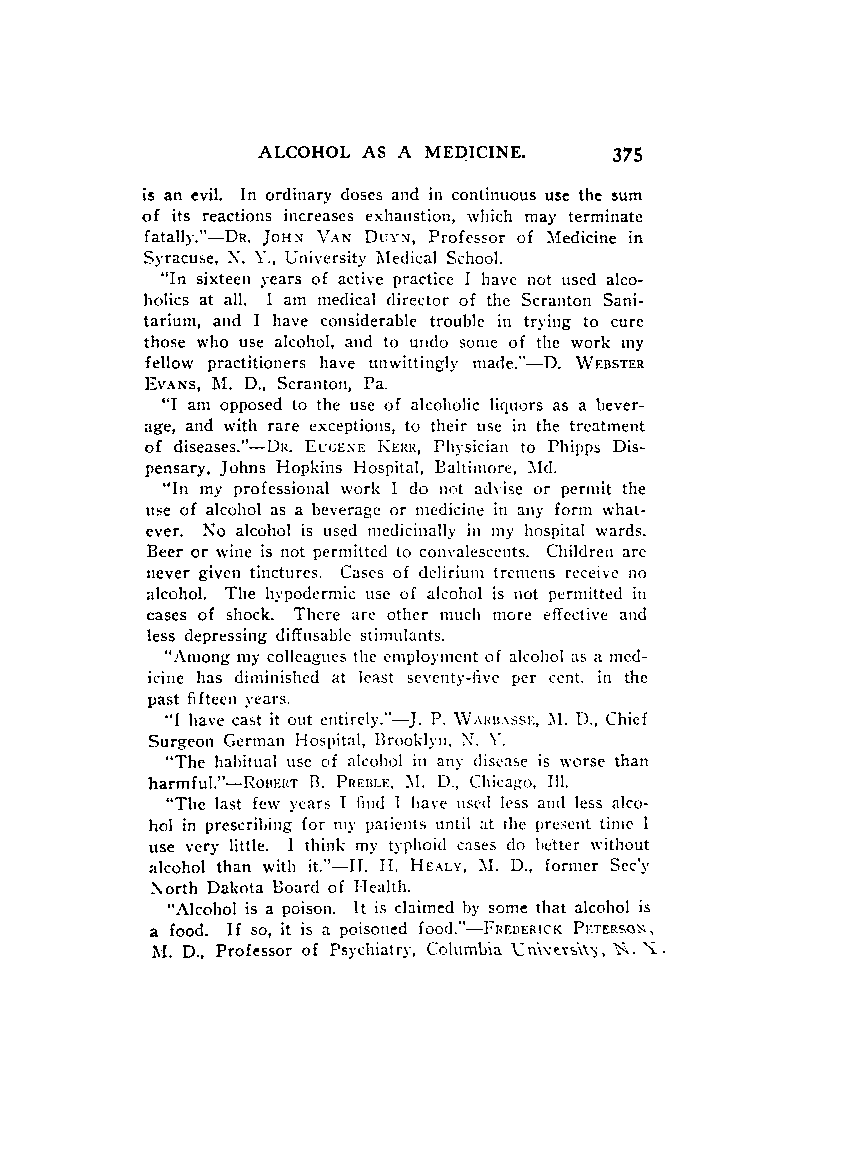 ALCOHOL AS A MEDICINE. 375
is an evil. In ordinary doses and in continuous use the sum
of its reactions increases exhaustion, which may terminate
fatally."—DR. JOHN VAN DUYN, Professor of Medicine in
Syracuse, N. Y., University Medical School.
"In sixteen years of active practice I have not used alco-
holics at all. I am medical director of the Scranton Sani-
tarium, and I have considerable trouble in trying to cure
those who use alcohol, and to undo some of the work my
fellow practitioners have unwittingly made."—D. WEBSTER
EVANS, M. D., Scranton, Pa.
"I am opposed to the use of alcoholic liquors as a bever-
age, and with rare exceptions, to their use in the treatment
of diseases."—DR. EUGENE KERR, Physician to Phipps Dis-
pensary, Johns Hopkins Hospital, Baltimore, Md.
"In my professional work I do not advise or permit the
use of alcohol as a beverage or medicine in any form what-
ever. No alcohol is used medicinally in my hospital wards.
Beer or wine is not permitted to convalescents. Children are
never given tinctures. Cases of delirium tremens receive no
alcohol. The hypodermic use of alcohol is not permitted in
cases of shock. There are other much more effective and
less depressing diffusable stimulants.
"Among my colleagues the employment of alcohol as a med-
icine has diminished at least seventy-five per cent. in the
past fifteen years.
"I have cast it out entirely."—J. P. WARBASSE, M. D., Chief
Surgeon German Hospital, Brooklyn, N. Y.
"The habitual use of alcohol in any disease is worse than
harmful."—ROBERT B. PREBLE, M. D., Chicago, Ill.
"The last few years I find I have used less and less alco-
hol in prescribing for my patients until at the present time I
use very little. I think my typhoid cases do better without
alcohol than with it."—H. H. HEALY, M. D., former Sec'y
North Dakota Board of Health.
"Alcohol is a poison. It is claimed by some that alcohol is
a food. If so, it is a poisoned food."—FREDERICK PETERSON,
M. D., Professor of Psychiatry, Columbia University, N. Y.